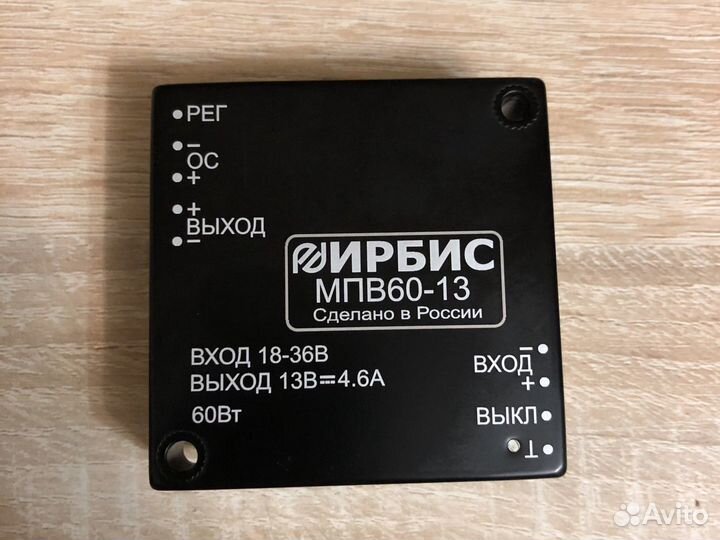 РЕГ
−
ОС
+
+
ВЫХОД
−
ИРБИС
МПВ60-13
Сделано в России
ВХОД 18-36В
ВЫХОД 13В⎓4.6А
60Вт
−
ВХОД
+
ВЫКЛ
⊥
Avito